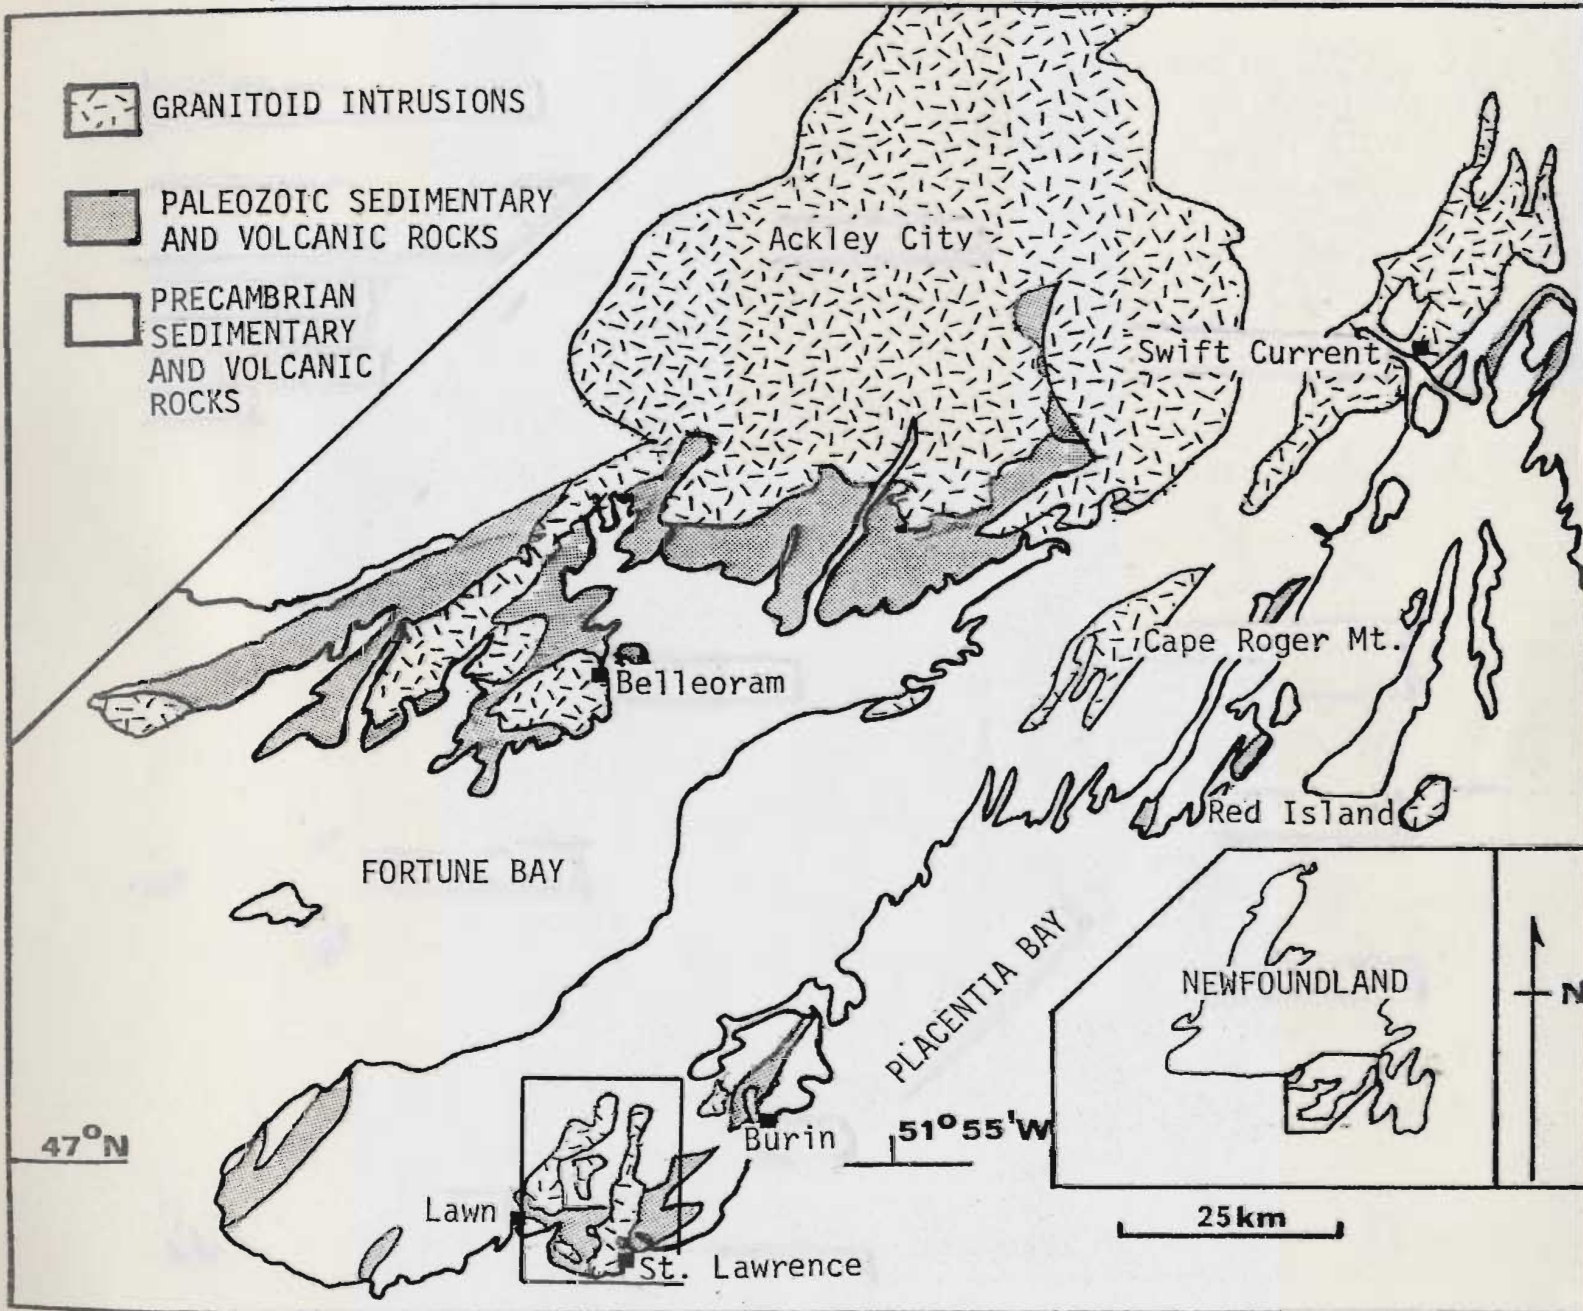 GRANITOID INTRUSIONS
PALEOZOIC SEDIMENTARY
AND VOLCANIC ROCKS
PRECAMBRIAN
SEDIMENTARY
AND VOLCANIC
ROCKS
Ackley City
Swift Current
Cape Roger Mt.
Belleoram
Red Island
FORTUNE BAY
PLACENTIA BAY
NEWFOUNDLAND
N
47°N
51°55'W
Burin
Lawn
25km
St. Lawrence